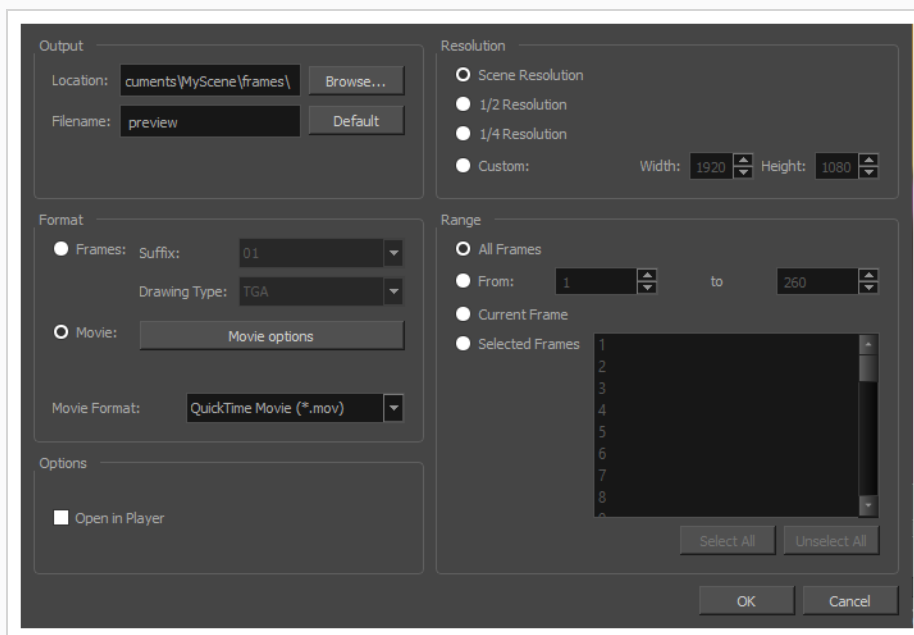 Output
Location: cuments\MyScene\frames\ Browse...
Filename: preview Default
Format
Frames: Suffix: 01
Drawing Type: TGA
Movie: Movie options
Movie Format: QuickTime Movie (*.mov)
Options
Open in Player
Resolution
Scene Resolution
1/2 Resolution
1/4 Resolution
Custom: Width: 1920 Height: 1080
Range
All Frames
From: 1 to 260
Current Frame
Selected Frames 1
2
3
4
5
6
7
8
Select All Unselect All
OK Cancel